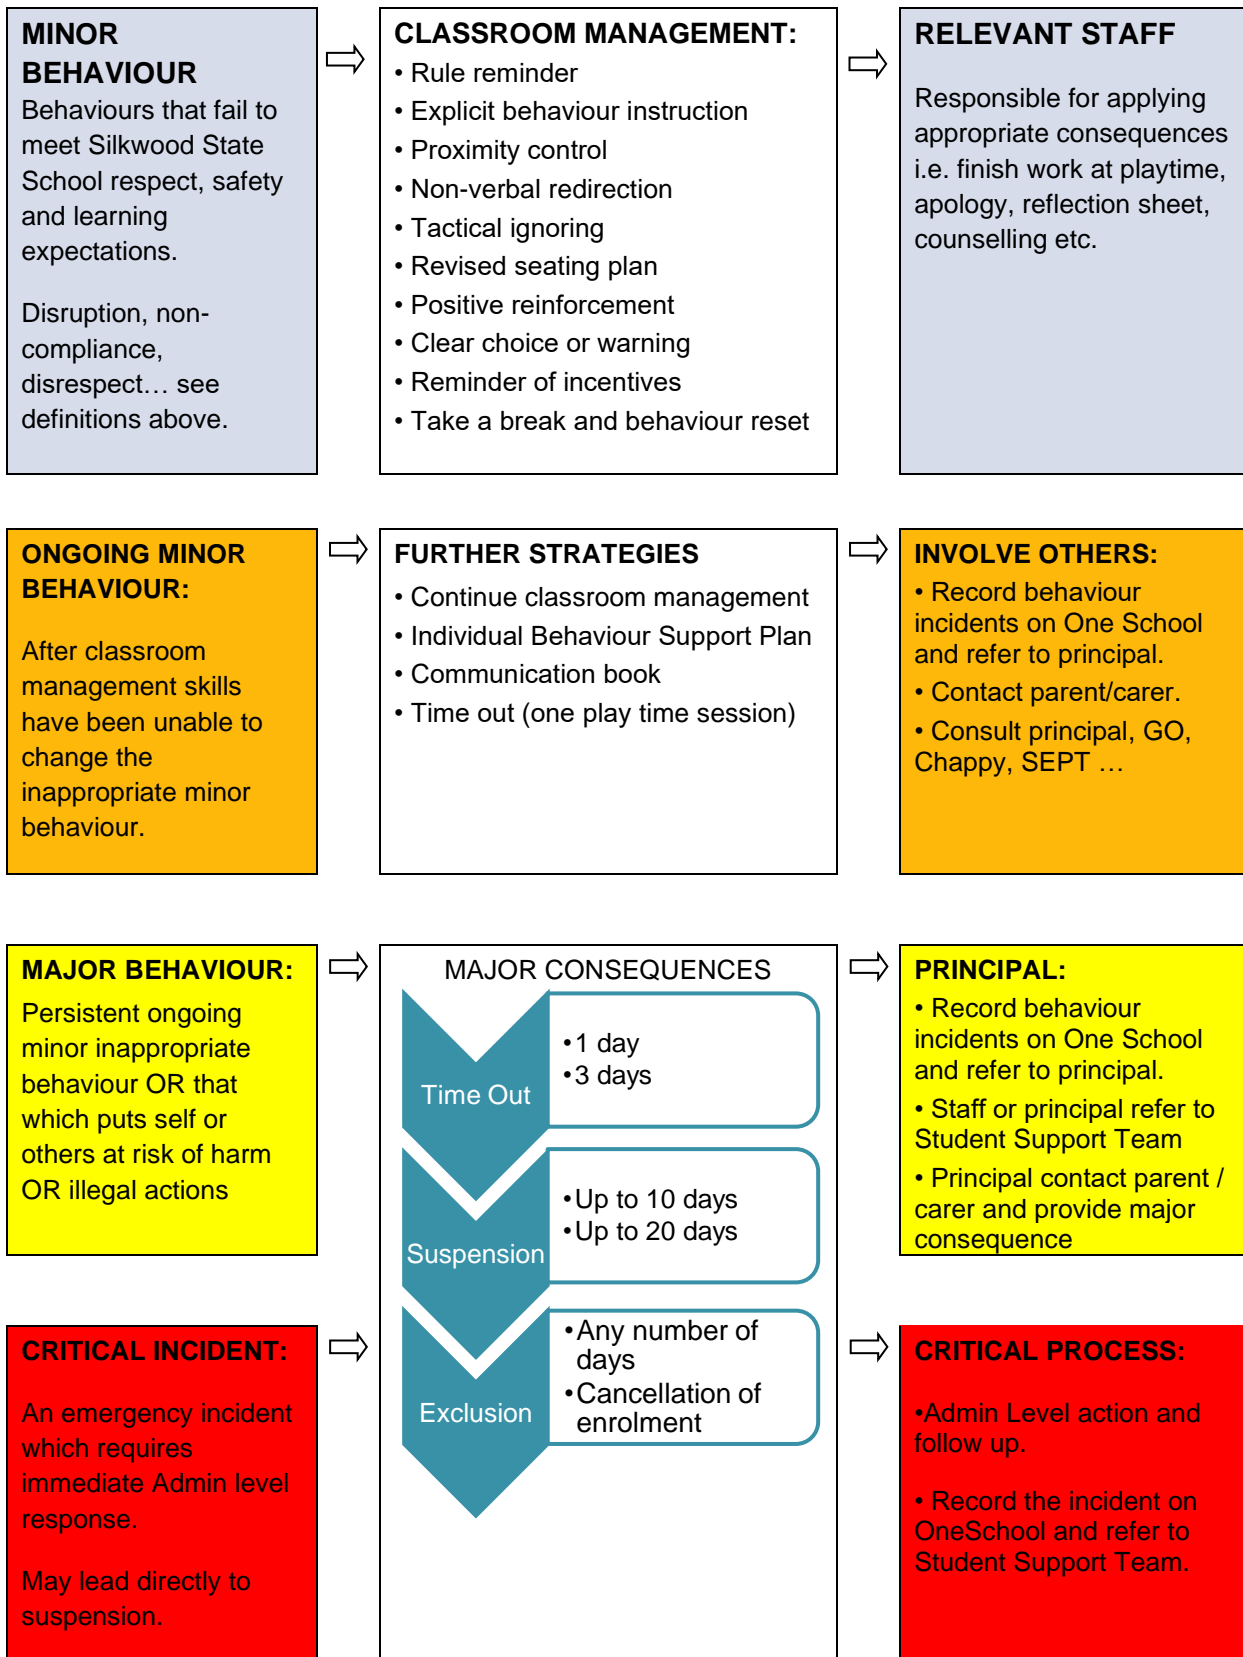 MINOR
BEHAVIOUR
Behaviours that fail to
meet Silkwood State
School respect, safety
and learning
expectations.
Disruption, non-
compliance,
disrespect… see
definitions above.
CLASSROOM MANAGEMENT:
• Rule reminder
• Explicit behaviour instruction
• Proximity control
• Non-verbal redirection
• Tactical ignoring
• Revised seating plan
• Positive reinforcement
• Clear choice or warning
• Reminder of incentives
• Take a break and behaviour reset
RELEVANT STAFF
Responsible for applying
appropriate consequences
i.e. finish work at playtime,
apology, reflection sheet,
counselling etc.
ONGOING MINOR
BEHAVIOUR:
After classroom
management skills
have been unable to
change the
inappropriate minor
behaviour.
FURTHER STRATEGIES
• Continue classroom management
• Individual Behaviour Support Plan
• Communication book
• Time out (one play time session)
INVOLVE OTHERS:
• Record behaviour
incidents on One School
and refer to principal.
• Contact parent/carer.
• Consult principal, GO,
Chappy, SEPT …
MAJOR BEHAVIOUR:
Persistent ongoing
minor inappropriate
behaviour OR that
which puts self or
others at risk of harm
OR illegal actions
MAJOR CONSEQUENCES
Time Out
•1 day
•3 days
Suspension
•Up to 10 days
•Up to 20 days
Exclusion
•Any number of
days
•Cancellation of
enrolment
PRINCIPAL:
• Record behaviour
incidents on One School
and refer to principal.
• Staff or principal refer to
Student Support Team
• Principal contact parent /
carer and provide major
consequence
CRITICAL INCIDENT:
An emergency incident
which requires
immediate Admin level
response.
May lead directly to
suspension.
CRITICAL PROCESS:
•Admin Level action and
follow up.
• Record the incident on
OneSchool and refer to
Student Support Team.